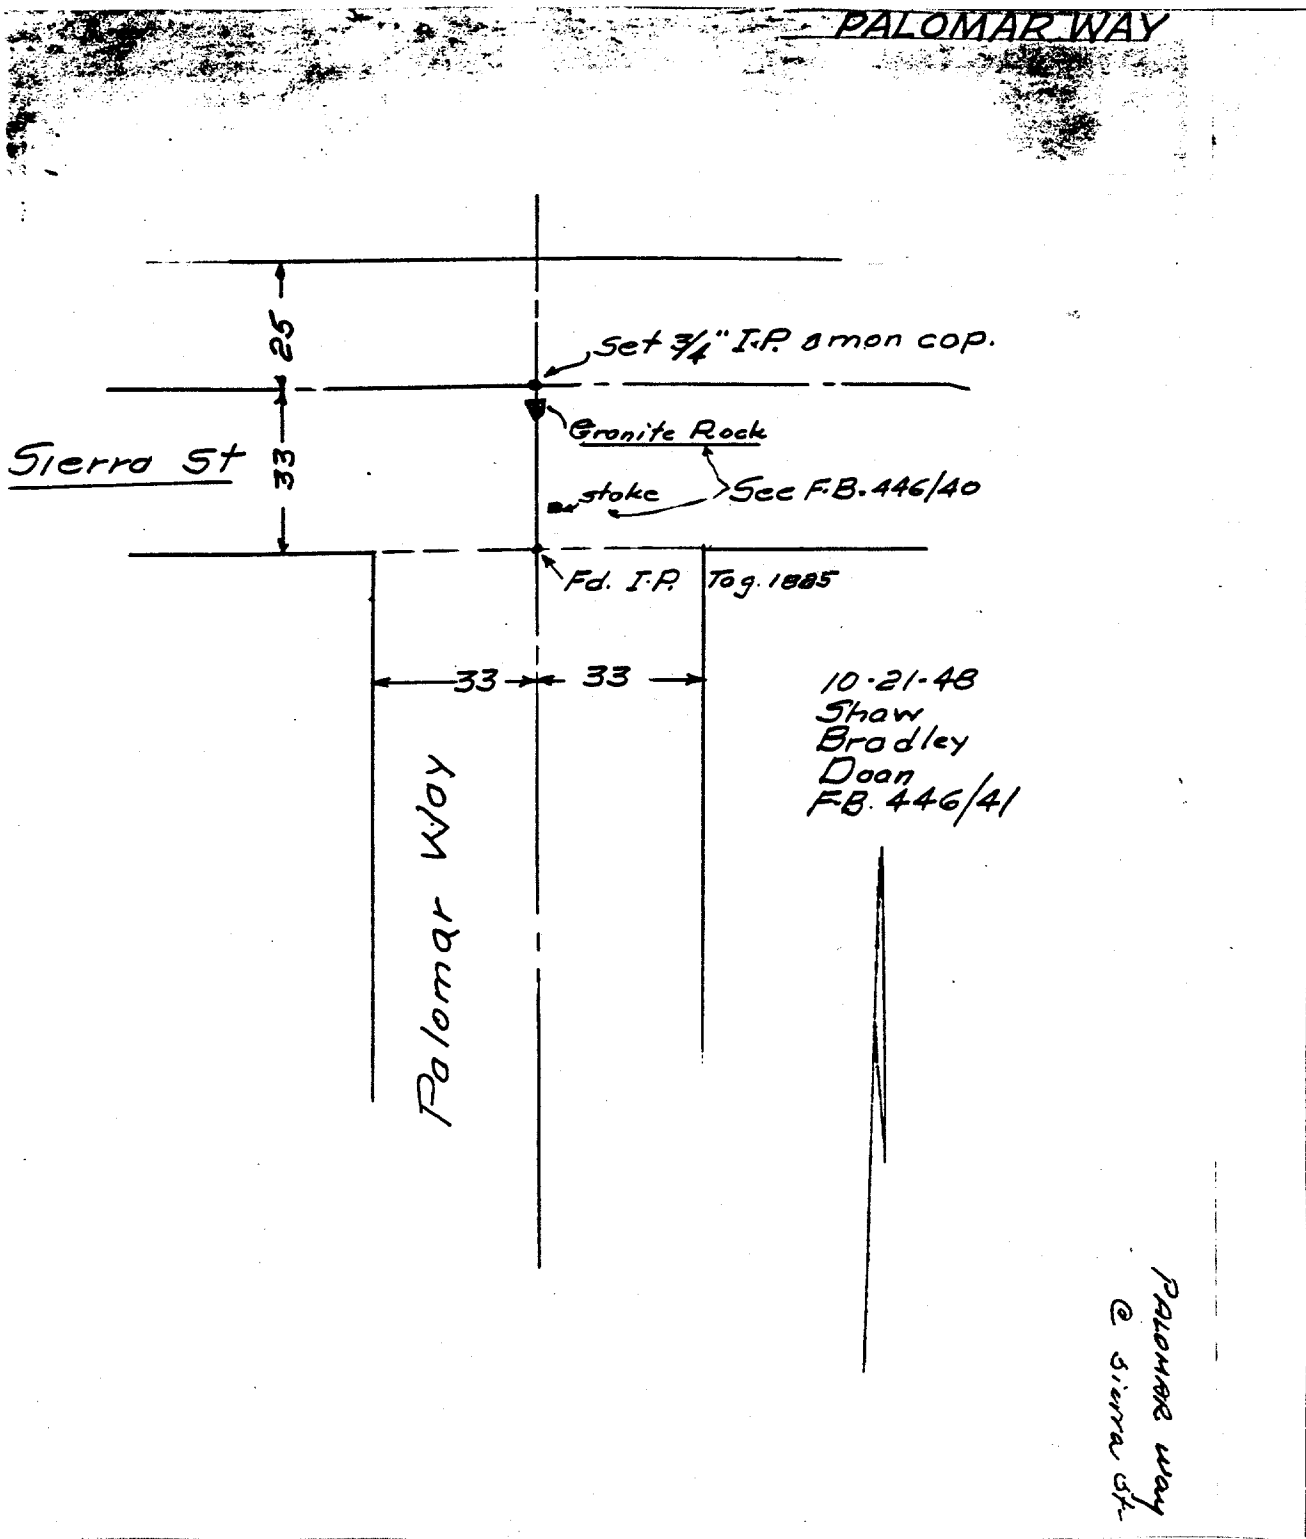 PALOMAR WAY
25
Set 3/4" I.P. & mon cap.
Granite Rock
Sierra St
33
stake
See F.B. 446/40
Fd. I.P. Tag. 1885
33
33
10-21-48
Shaw
Bradley
Doan
F.B. 446/41
Palomar Way
PALOMAR WAY
@ Sierra St